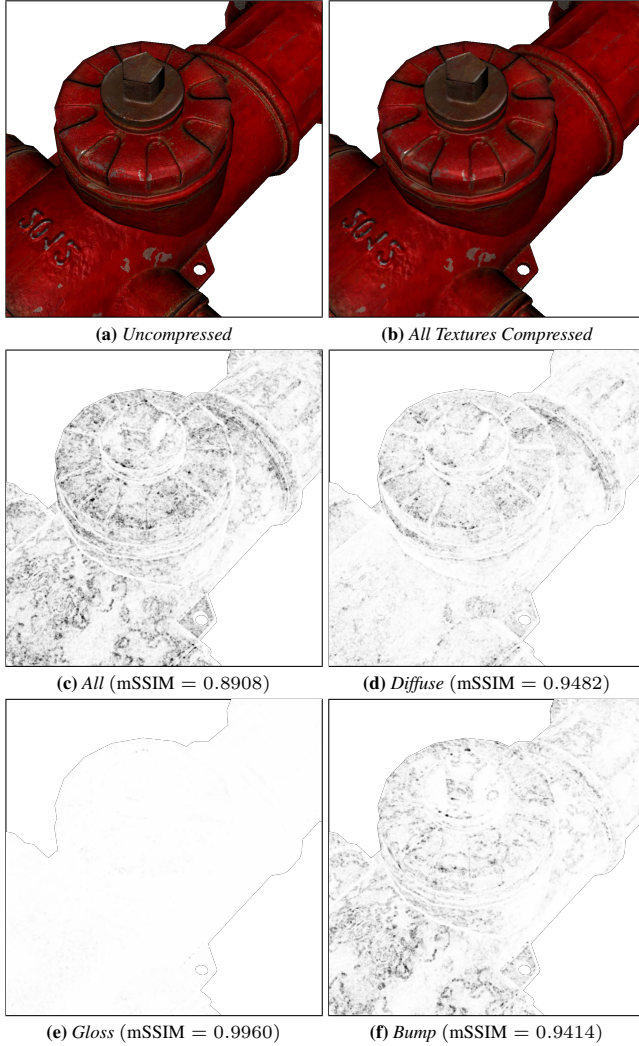 (a) Uncompressed
(b) All Textures Compressed
(c) All (mSSIM = 0.8908)
(d) Diffuse (mSSIM = 0.9482)
(e) Gloss (mSSIM = 0.9960)
(f) Bump (mSSIM = 0.9414)